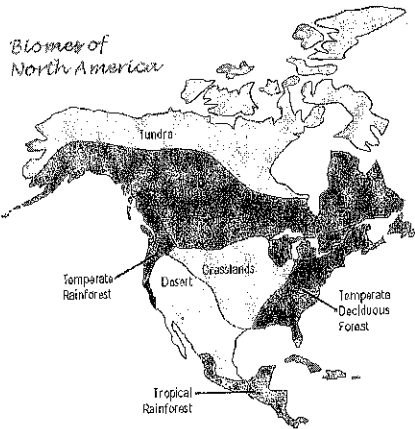 Biomes of
North America
Tundra
Grasslands
Desert
Temperate
Rainforest
Temperate
Deciduous
Forest
Tropical
Rainforest